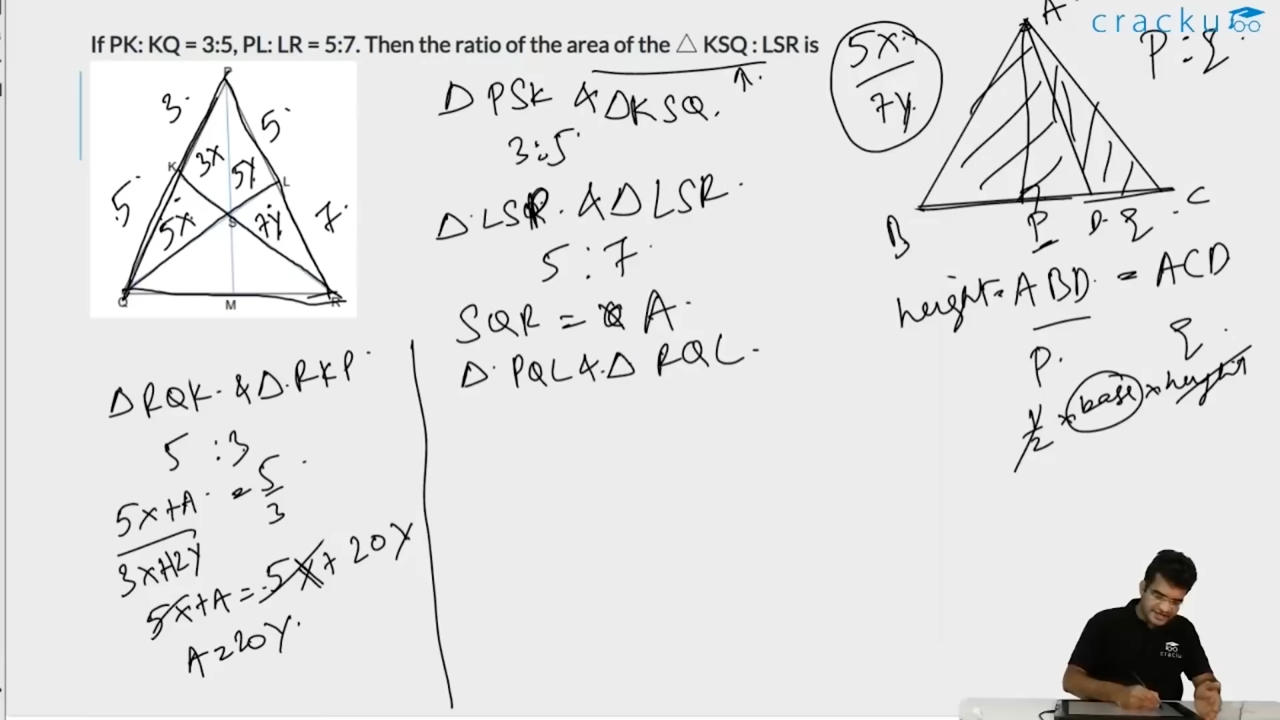 If PK: KQ = 3:5, PL: LR = 5:7. Then the ratio of the area of the △ KSQ : LSR is
cracku
P
3
5
K
3x
5y
L
5
5x
S
7y
7
Q
M
R
Δ PSK & ΔKSQ.
3:5
Δ LSP. & Δ LSR.
5:7
SQR = A.
Δ PQL & Δ RQL.
Δ RQK. & Δ.RKP.
5:3
5x+A = 5
3x+12y 3
5x+A = 5x+20y
A=20y.
5x
7y
A
P:q.
B
P
D
q
C
height = ABD. = ACD
P. q.
1/2 × base × height
cracku